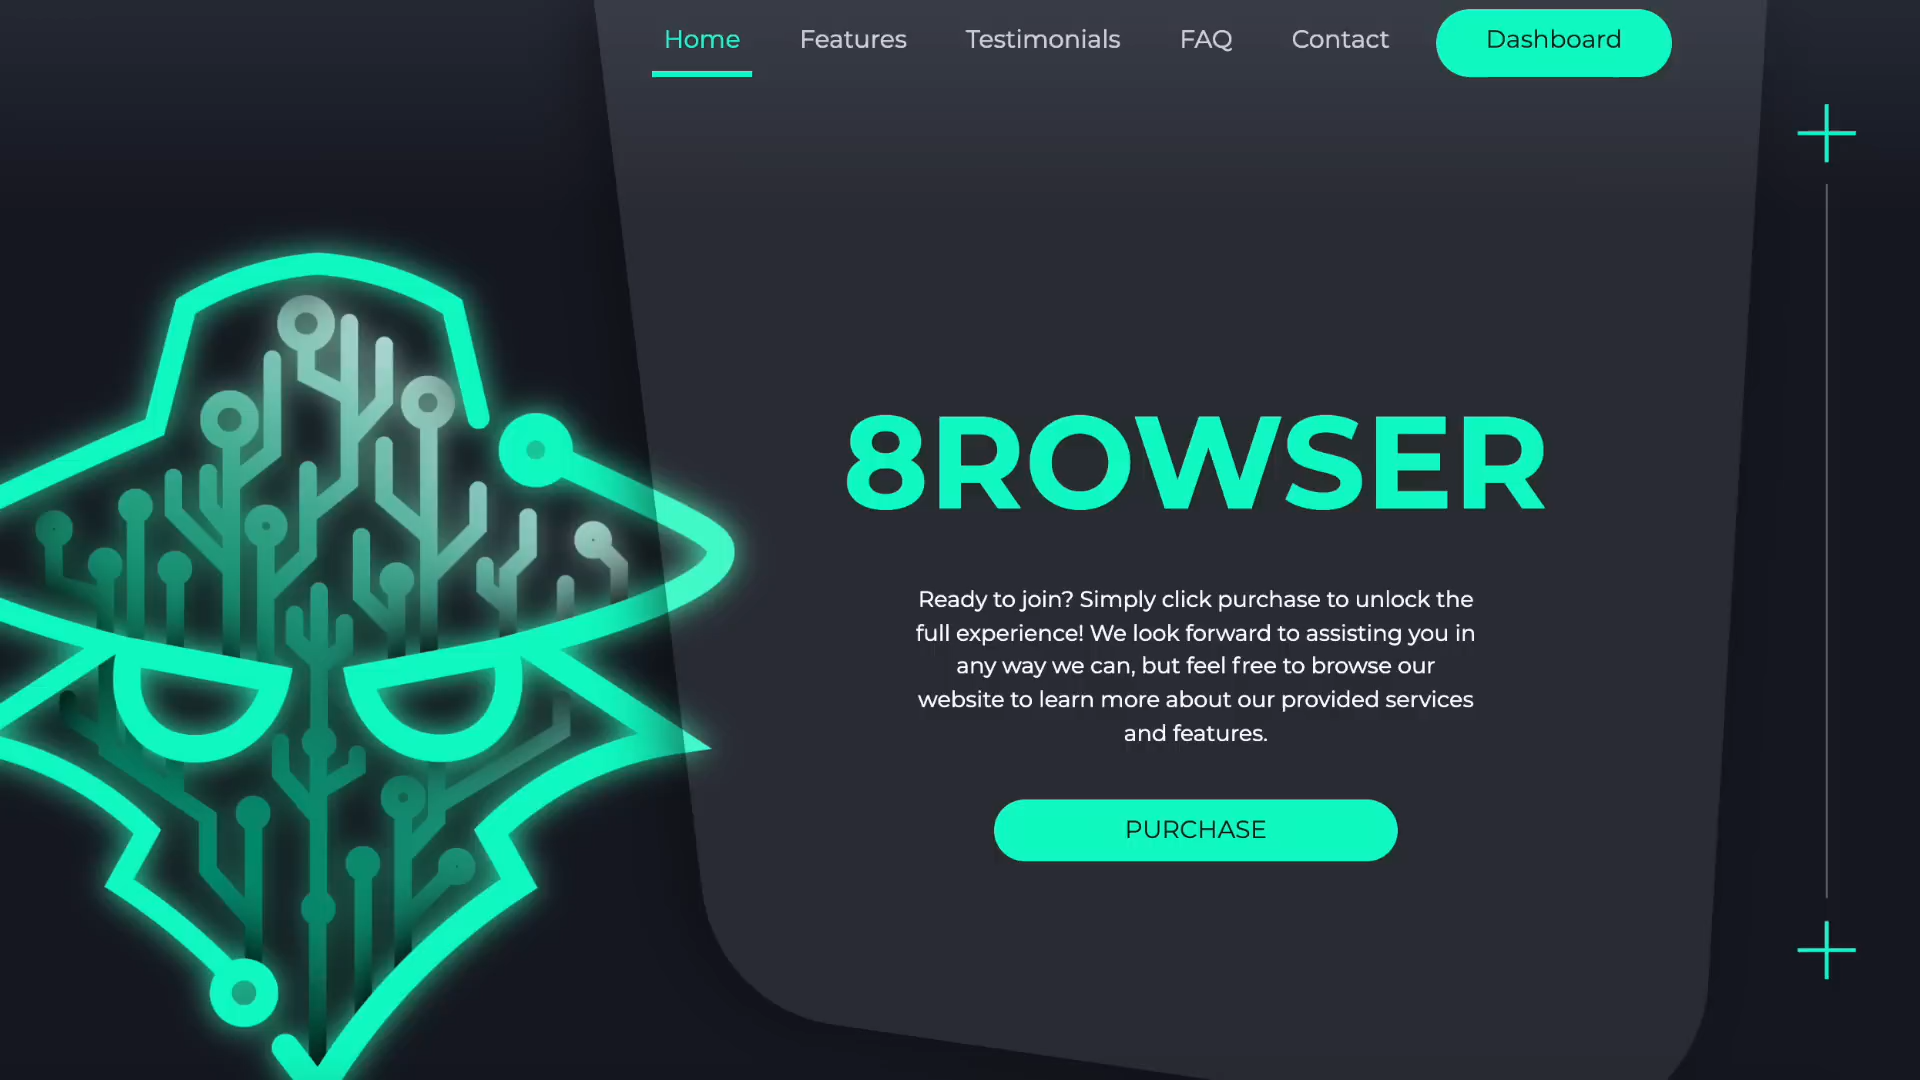 Home Features Testimonials FAQ Contact Dashboard
8ROWSER
Ready to join? Simply click purchase to unlock the
full experience! We look forward to assisting you in
any way we can, but feel free to browse our
website to learn more about our provided services
and features.
PURCHASE